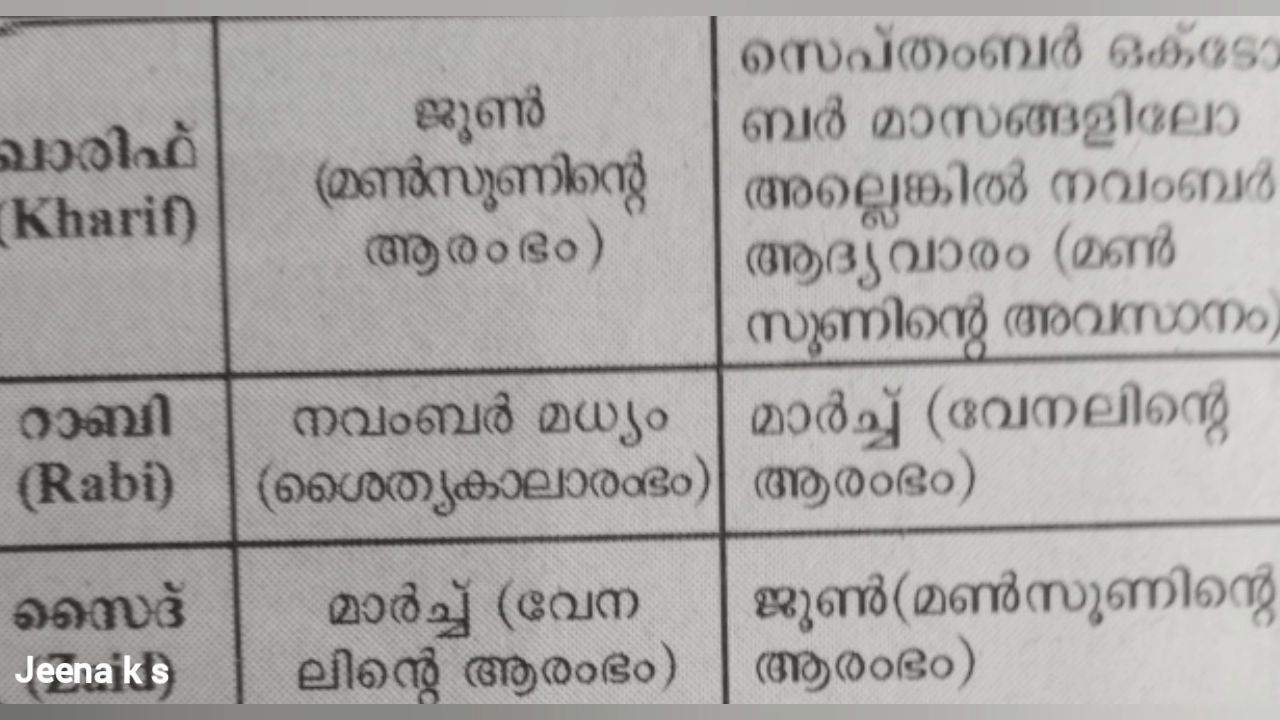 ഖാരിഫ്
(Kharif)
ജൂൺ
(മൺസൂണിന്റെ
ആരംഭം)
സെപ്തംബർ ഒക്ടോ
ബർ മാസങ്ങളിലോ
അല്ലെങ്കിൽ നവംബർ
ആദ്യവാരം (മൺ
സൂണിന്റെ അവസാനം)
റാബി
(Rabi)
നവംബർ മധ്യം
(ശൈത്യകാലാരംഭം)
മാർച്ച് (വേനലിന്റെ
ആരംഭം)
സൈദ്
(Zaid)
മാർച്ച് (വേന
ലിന്റെ ആരംഭം)
ജൂൺ(മൺസൂണിന്റെ
ആരംഭം)
Jeena k s